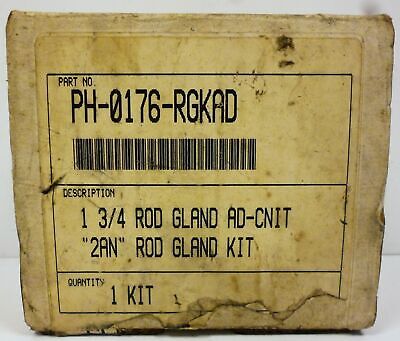 PART NO.
PH-0176-RGKAD
DESCRIPTION
1 3/4 ROD GLAND AD-CNIT
"2AN" ROD GLAND KIT
QUANTITY
1 KIT